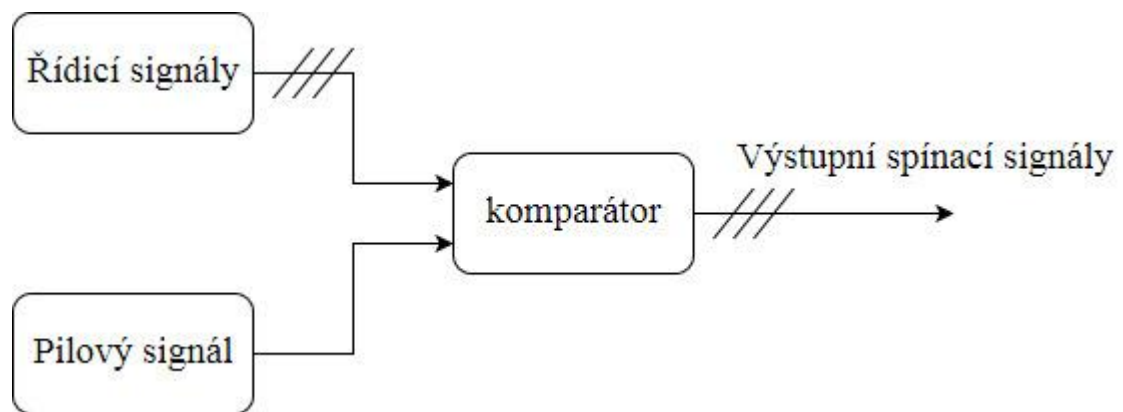 Řídicí signály
Výstupní spínací signály
komparátor
Pilový signál